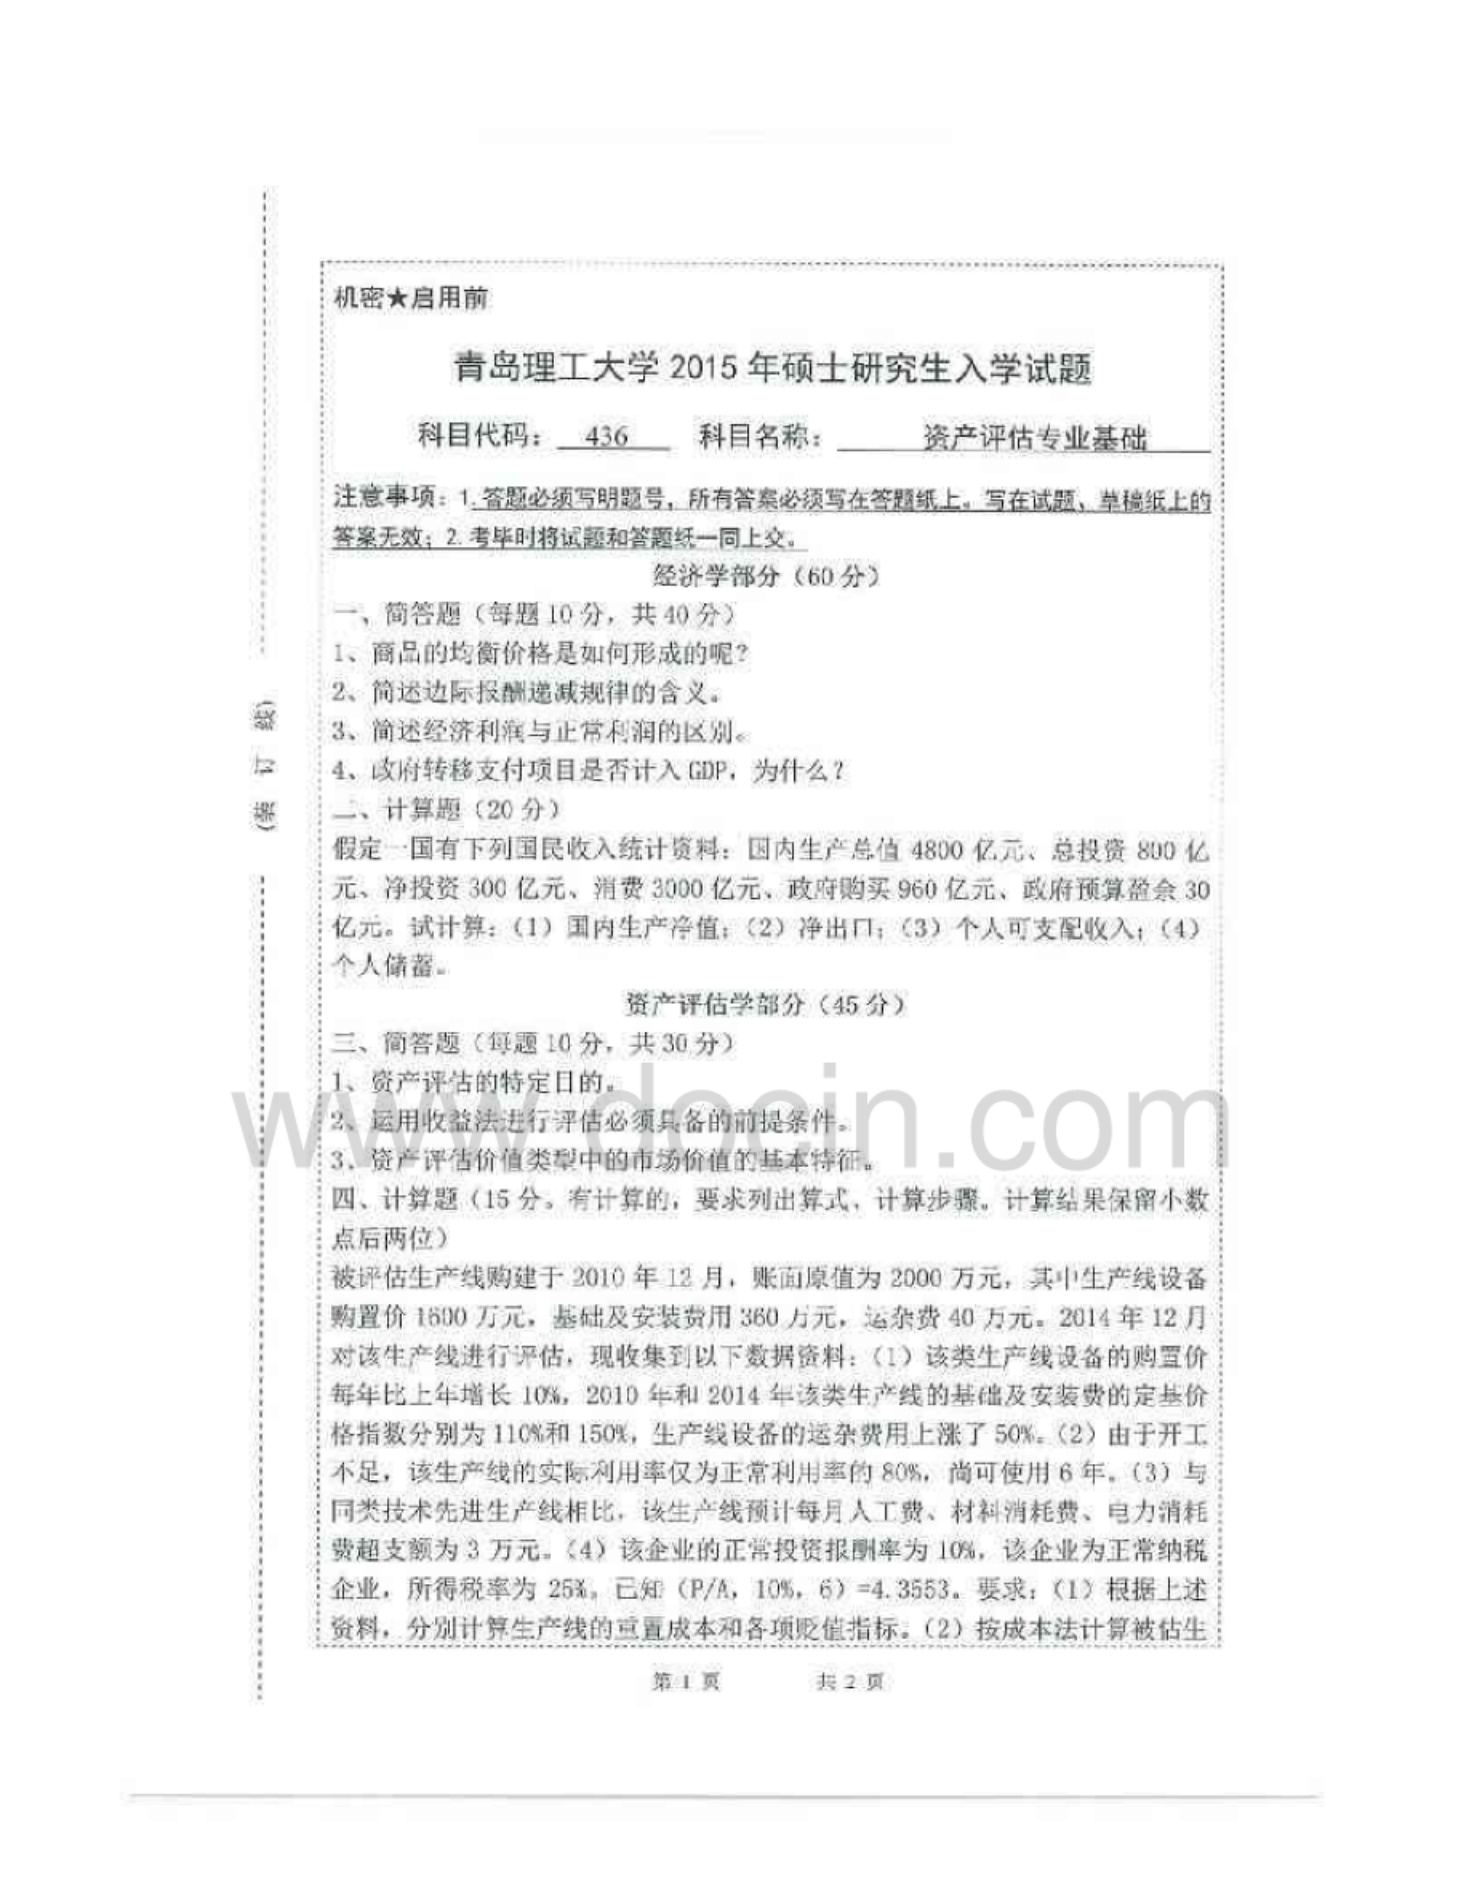 机密★启用前
青岛理工大学 2015 年硕士研究生入学试题
科目代码： 436 科目名称： 资产评估专业基础
注意事项：1.答题必须写明题号，所有答案必须写在答题纸上。写在试题、草稿纸上的
答案无效；2.考毕时将试题和答题纸一同上交。
经济学部分（60 分）
一、简答题（每题 10 分，共 40 分）
1、商品的均衡价格是如何形成的呢？
2、简述边际报酬递减规律的含义。
3、简述经济利润与正常利润的区别。
4、政府转移支付项目是否计入 GDP，为什么？
二、计算题（20 分）
假定一国有下列国民收入统计资料：国内生产总值 4800 亿元、总投资 800 亿
元、净投资 300 亿元、消费 3000 亿元、政府购买 960 亿元、政府预算盈余 30
亿元。试计算：（1）国内生产净值；（2）净出口；（3）个人可支配收入；（4）
个人储蓄。
资产评估学部分（45 分）
三、简答题（每题 10 分，共 30 分）
1、资产评估的特定目的。
2、运用收益法进行评估必须具备的前提条件。
3、资产评估价值类型中的市场价值的基本特征。
四、计算题（15 分。有计算的，要求列出算式、计算步骤。计算结果保留小数
点后两位）
被评估生产线购建于 2010 年 12 月，账面原值为 2000 万元，其中生产线设备
购置价 1600 万元，基础及安装费用 360 万元，运杂费 40 万元。2014 年 12 月
对该生产线进行评估，现收集到以下数据资料：（1）该类生产线设备的购置价
每年比上年增长 10%，2010 年和 2014 年该类生产线的基础及安装费的定基价
格指数分别为 110%和 150%，生产线设备的运杂费用上涨了 50%。（2）由于开工
不足，该生产线的实际利用率仅为正常利用率的 80%，尚可使用 6 年。（3）与
同类技术先进生产线相比，该生产线预计每月人工费、材料消耗费、电力消耗
费超支额为 3 万元。（4）该企业的正常投资报酬率为 10%，该企业为正常纳税
企业，所得税率为 25%。已知（P/A，10%，6）=4.3553。要求：（1）根据上述
资料，分别计算生产线的重置成本和各项贬值指标。（2）按成本法计算被估生
第 1 页 共 2 页
（装 订 线）
www.docin.com